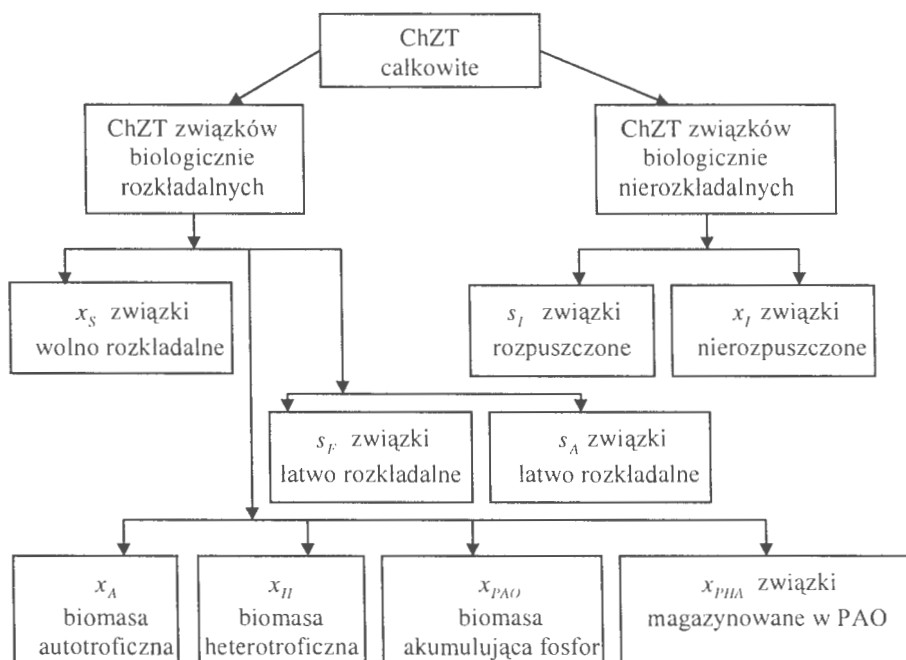 ChZT
całkowite
ChZT związków
biologicznie
rozkładalnych
ChZT związków
biologicznie
nierozkładalnych
x_S związki
wolno rozkładalne
s_I związki
rozpuszczone
x_I związki
nierozpuszczone
s_F związki
łatwo rozkładalne
s_A związki
łatwo rozkładalne
x_A
biomasa
autotroficzna
x_H
biomasa
heterotroficzna
x_PAO
biomasa
akumulująca fosfor
x_PHA związki
magazynowane w PAO